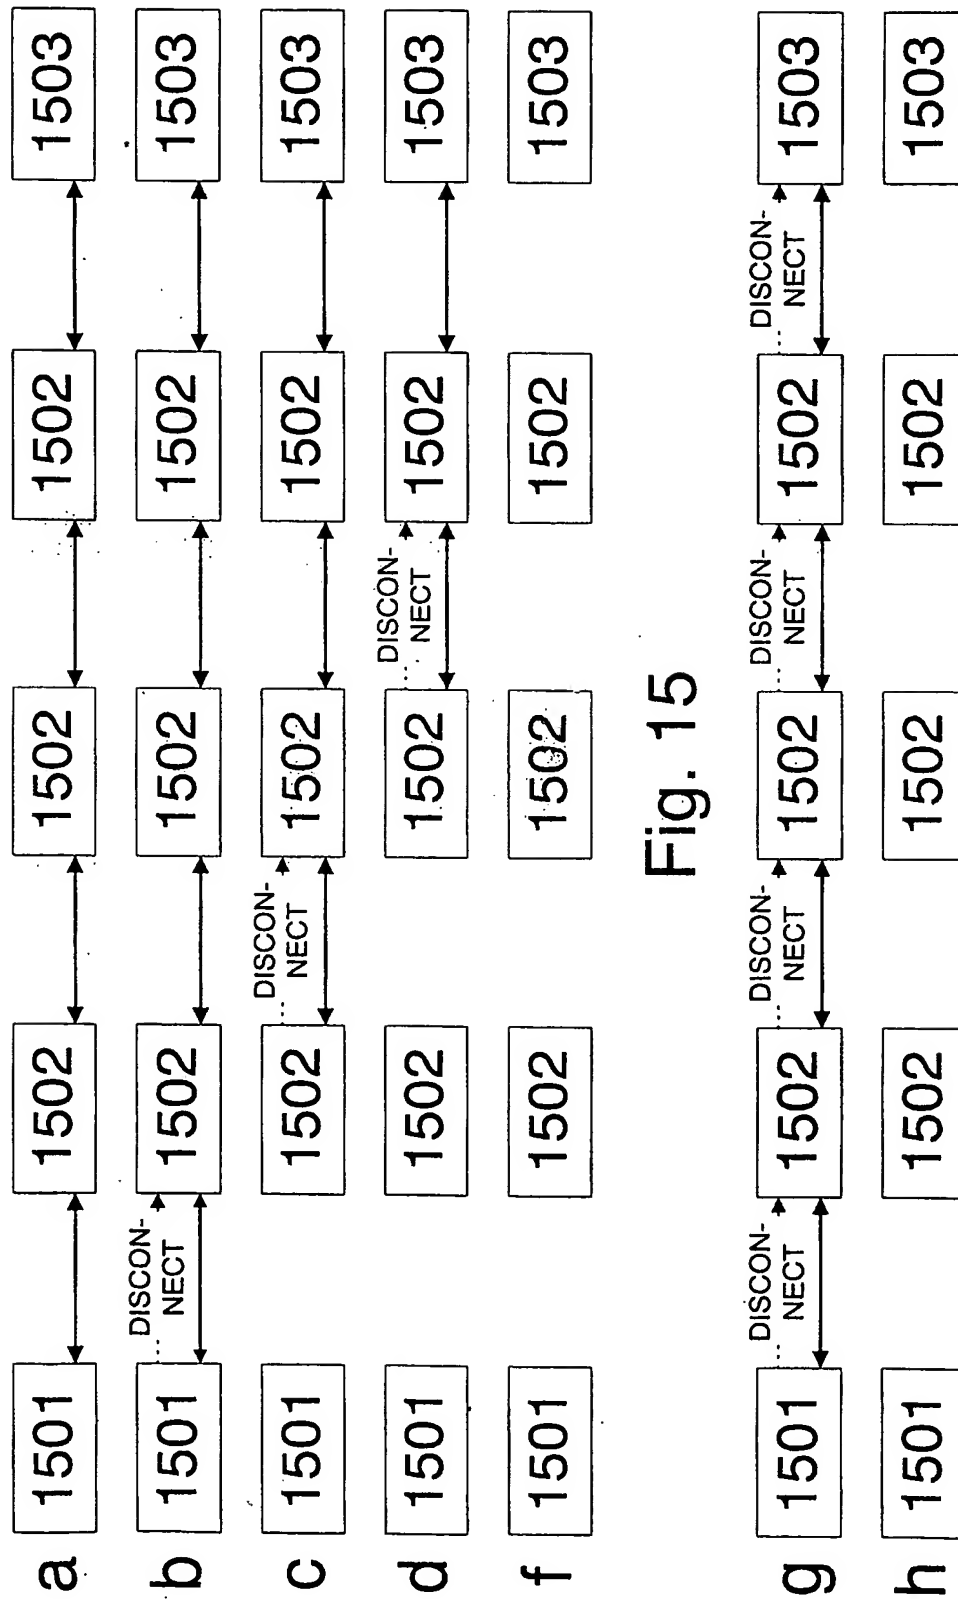 a 1501 1502 1502 1502 1503
b 1501 DISCON- 1502 1502 1502 1503
NECT
c 1501 1502 DISCON- 1502 1502 1503
NECT
d 1501 1502 1502 DISCON- 1502 1503
NECT
f 1501 1502 1502 1502 1503
Fig. 15
g 1501 DISCON- 1502 DISCON- 1502 DISCON- 1502 DISCON- 1503
NECT NECT NECT NECT
h 1501 1502 1502 1502 1503